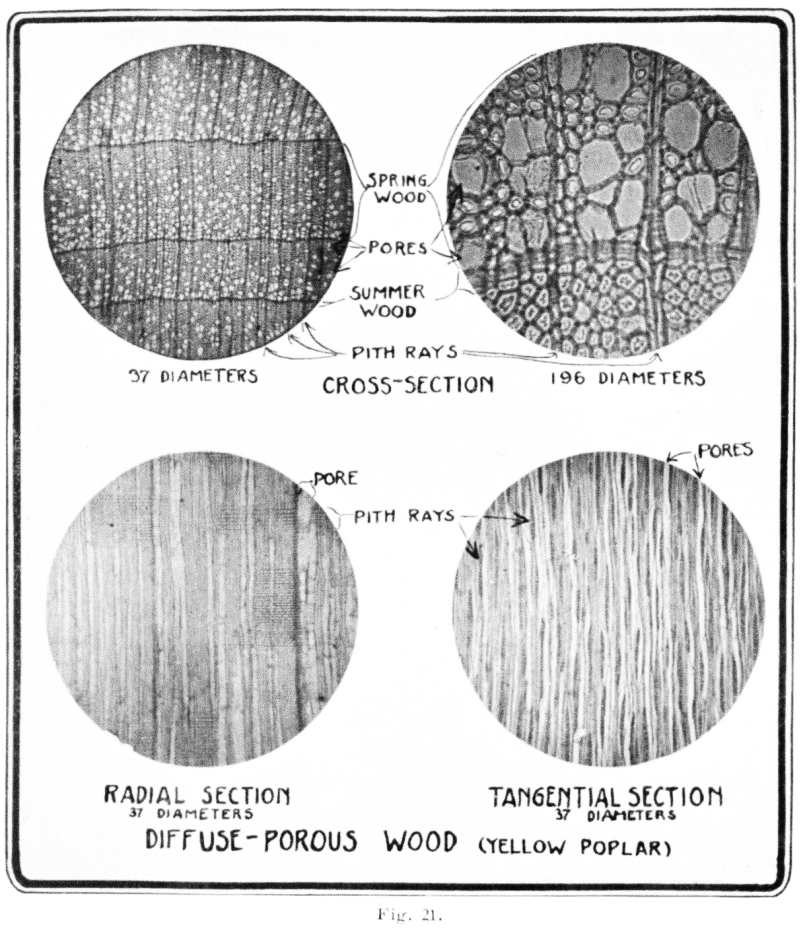 SPRING
WOOD
PORES
SUMMER
WOOD
PITH RAYS
37 DIAMETERS
CROSS-SECTION
196 DIAMETERS
PORE
PORES
PITH RAYS
RADIAL SECTION
37 DIAMETERS
TANGENTIAL SECTION
37 DIAMETERS
DIFFUSE-POROUS WOOD (YELLOW POPLAR)
Fig. 21.